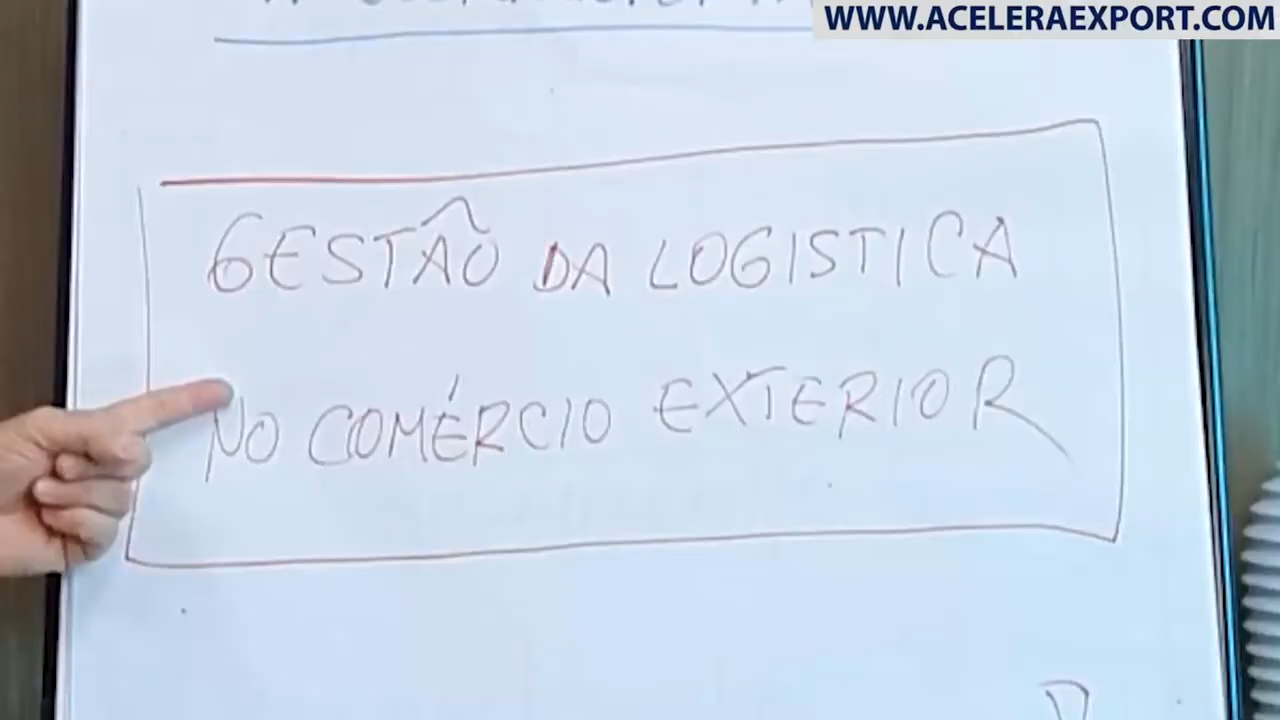 WWW.ACELERAEXPORT.COM
GESTÃO DA LOGISTICA
NO COMÉRCIO EXTERIOR